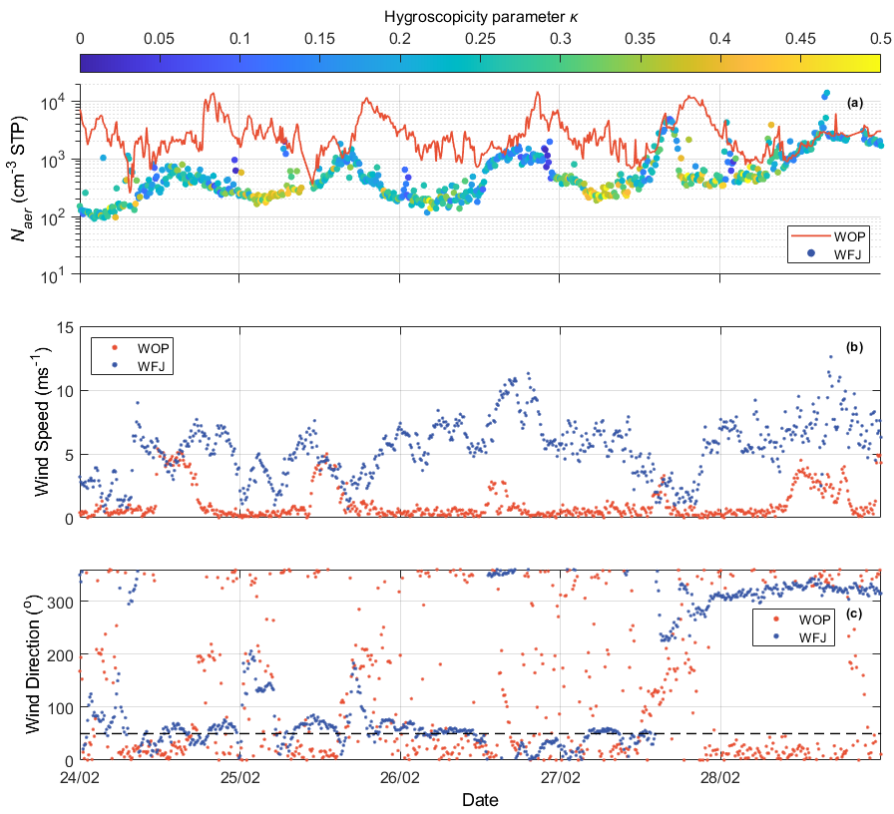 Hygroscopicity parameter κ
0 0.05 0.1 0.15 0.2 0.25 0.3 0.35 0.4 0.45 0.5
N_aer (cm^-3 STP)
10^4
10^3
10^2
10^1
(a)
WOP
WFJ
Wind Speed (ms^-1)
15
10
5
0
WOP
WFJ
(b)
Wind Direction (°)
300
200
100
0
(c)
WOP
WFJ
24/02 25/02 26/02 27/02 28/02
Date